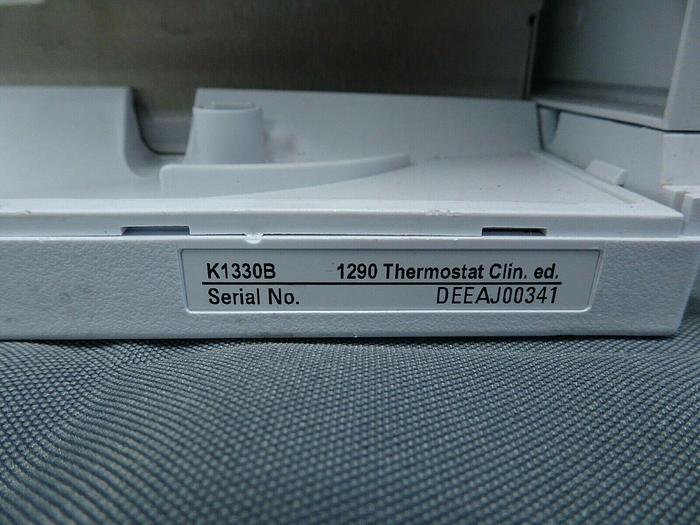 K1330B 1290 Thermostat Clin. ed.
Serial No. DEEAJ00341